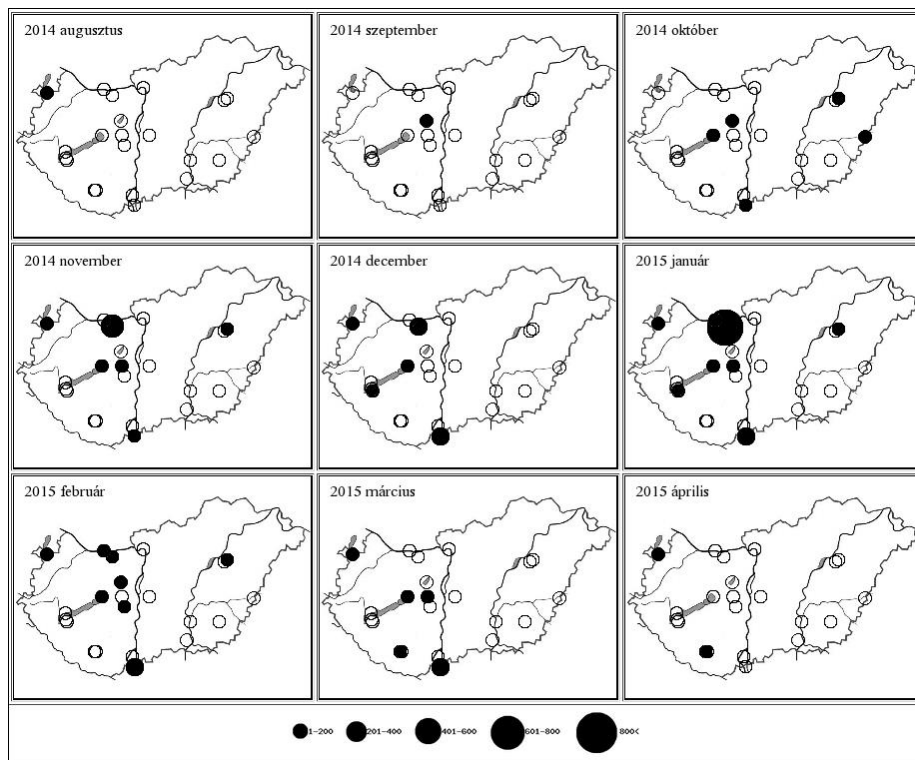 2014 augusztus
2014 szeptember
2014 október
2014 november
2014 december
2015 január
2015 február
2015 március
2015 április
1-200 201-400 401-600 601-800 800<